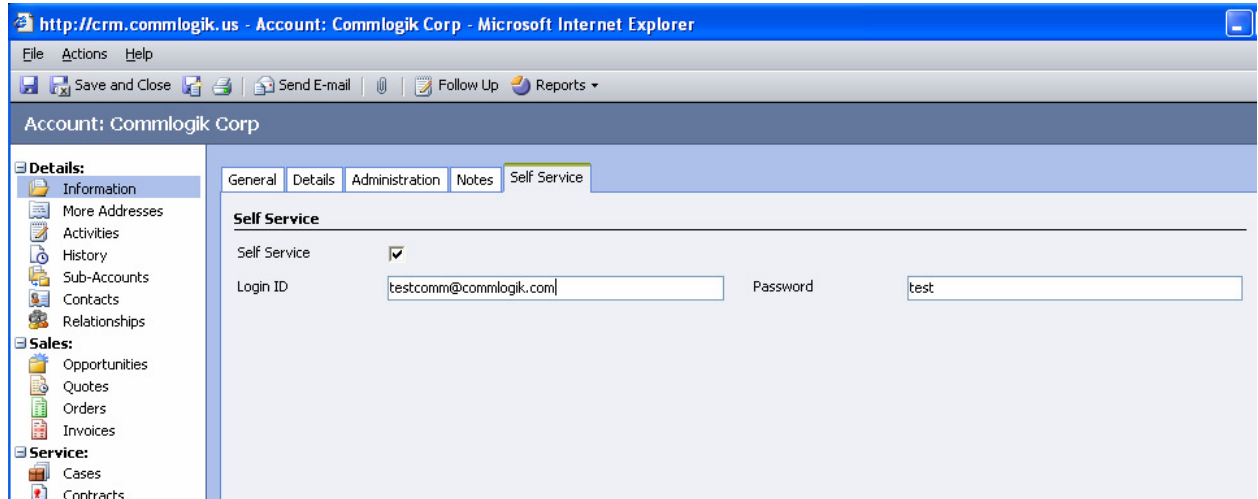 http://crm.commlogik.us - Account: Commlogik Corp - Microsoft Internet Explorer
File Actions Help
Save and Close Send E-mail Follow Up Reports
Account: Commlogik Corp
Details:
Information
More Addresses
Activities
History
Sub-Accounts
Contacts
Relationships
Sales:
Opportunities
Quotes
Orders
Invoices
Service:
Cases
Contracts
General Details Administration Notes Self Service
Self Service
Self Service
Login ID testcomm@commlogik.com Password test